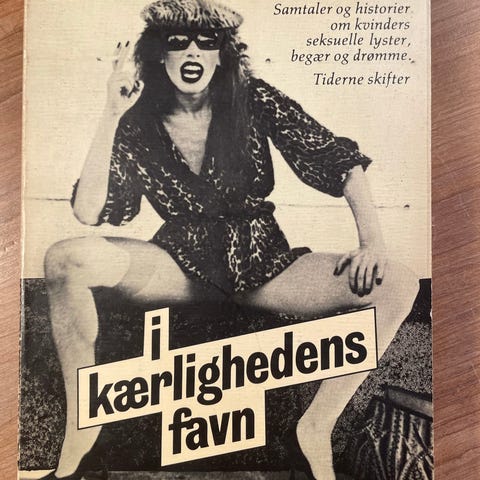 Samtaler og historier
om kvinders
seksuelle lyster,
begær og drømme.
Tiderne skifter
i
kærlighedens
favn